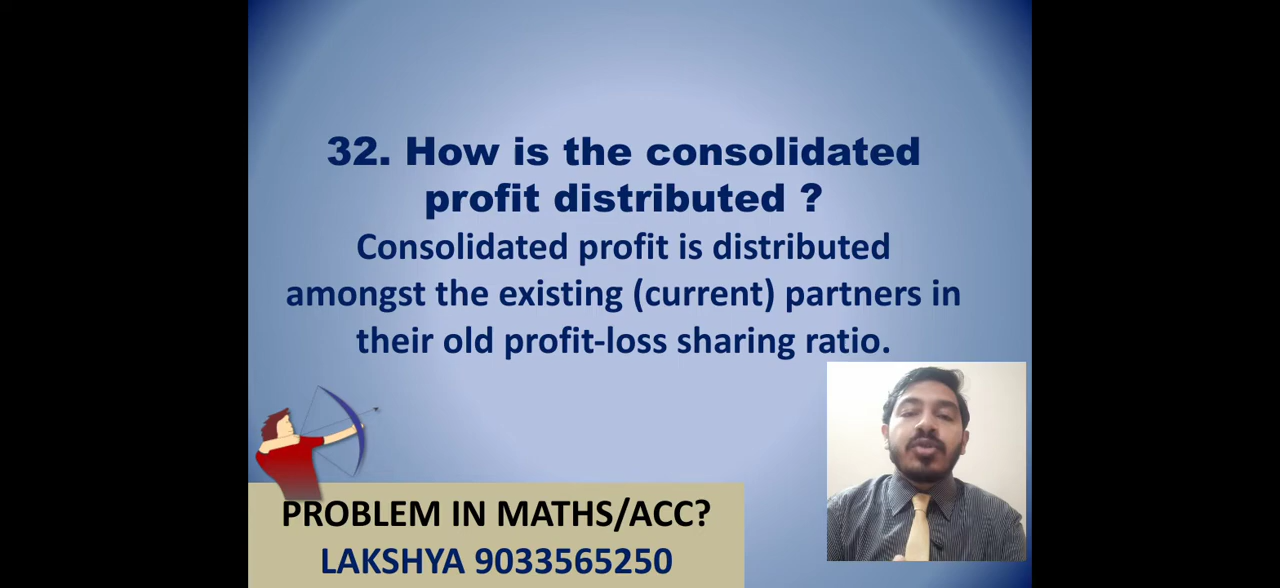 32. How is the consolidated
profit distributed ?
Consolidated profit is distributed
amongst the existing (current) partners in
their old profit-loss sharing ratio.
PROBLEM IN MATHS/ACC?
LAKSHYA 9033565250